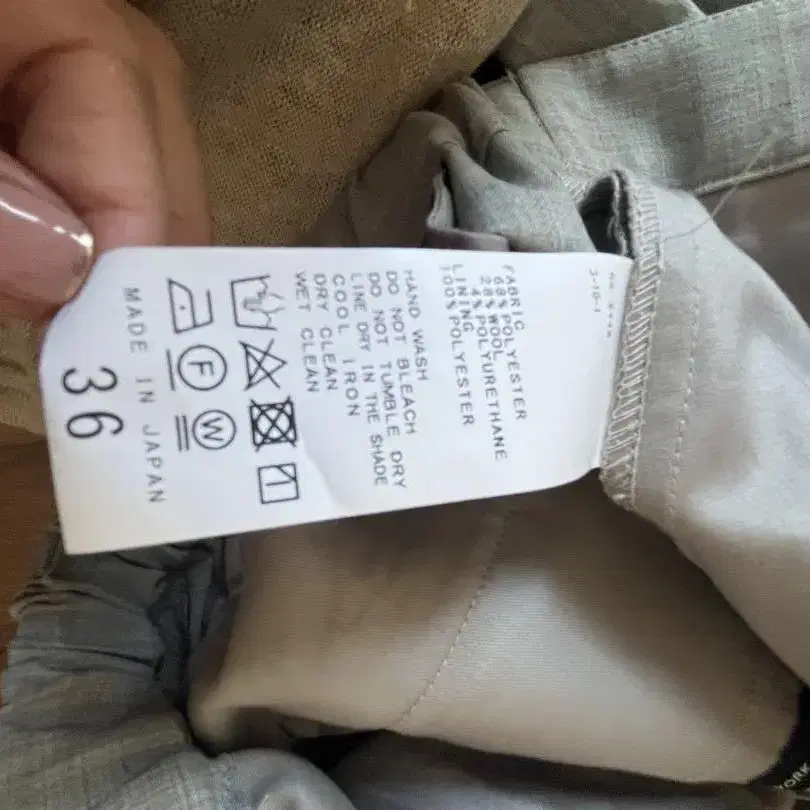 FABRIC
68% POLYESTER
28% WOOL
4% POLYURETHANE
LINING
100% POLYESTER
HAND WASH
DO NOT BLEACH
DO NOT TUMBLE DRY
LINE DRY IN THE SHADE
COOL IRON
DRY CLEAN
WET CLEAN
F
W
MADE IN JAPAN
36